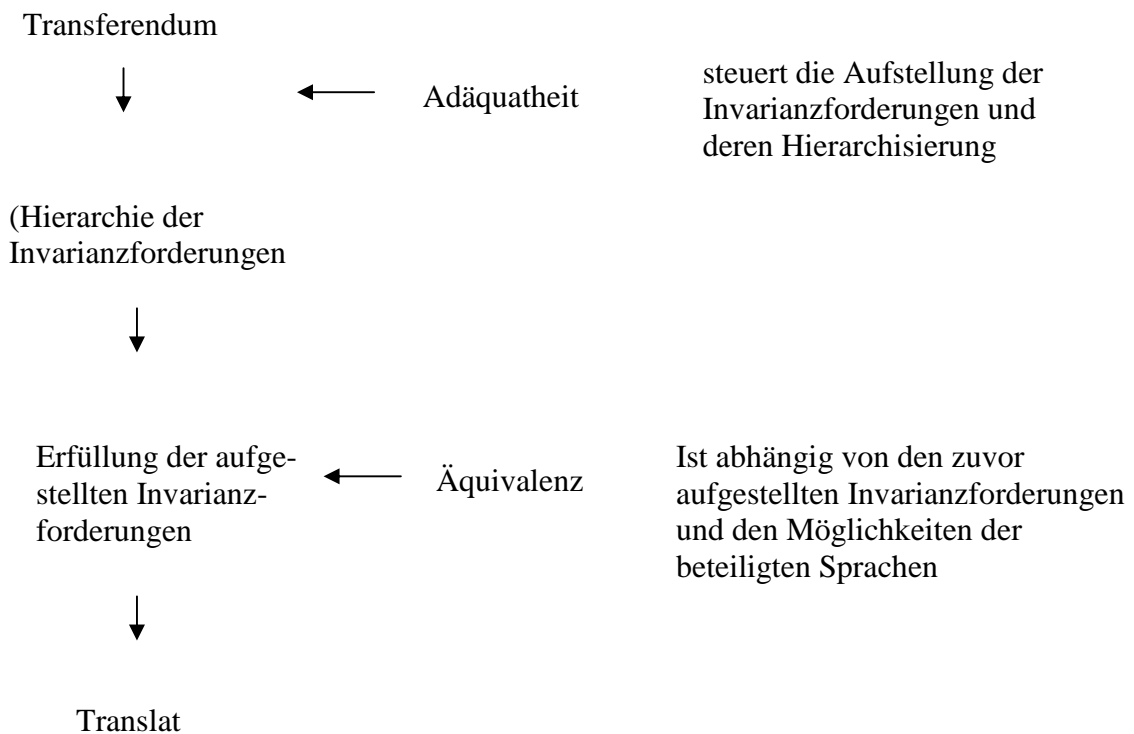 Transferendum
Adäquatheit
steuert die Aufstellung der
Invarianzforderungen und
deren Hierarchisierung
(Hierarchie der
Invarianzforderungen
Erfüllung der aufge-
stellten Invarianz-
forderungen
Äquivalenz
Ist abhängig von den zuvor
aufgestellten Invarianzforderungen
und den Möglichkeiten der
beteiligten Sprachen
Translat